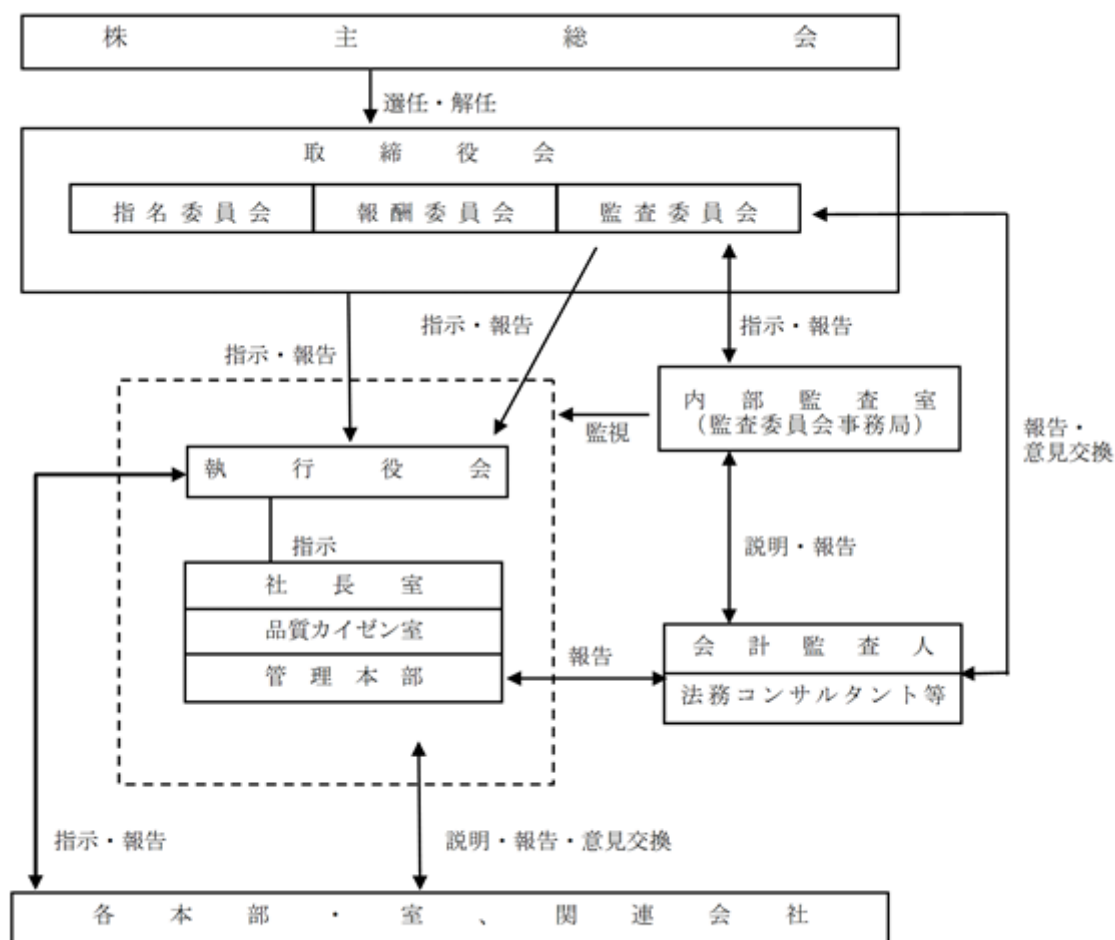 株主総会
選任・解任
取締役会
指名委員会
報酬委員会
監査委員会
指示・報告
指示・報告
指示・報告
内部監査室
(監査委員会事務局)
監視
報告・
意見交換
執行役会
指示
説明・報告
社長室
品質カイゼン室
管理本部
報告
会計監査人
法務コンサルタント等
指示・報告
説明・報告・意見交換
各本部・室、関連会社